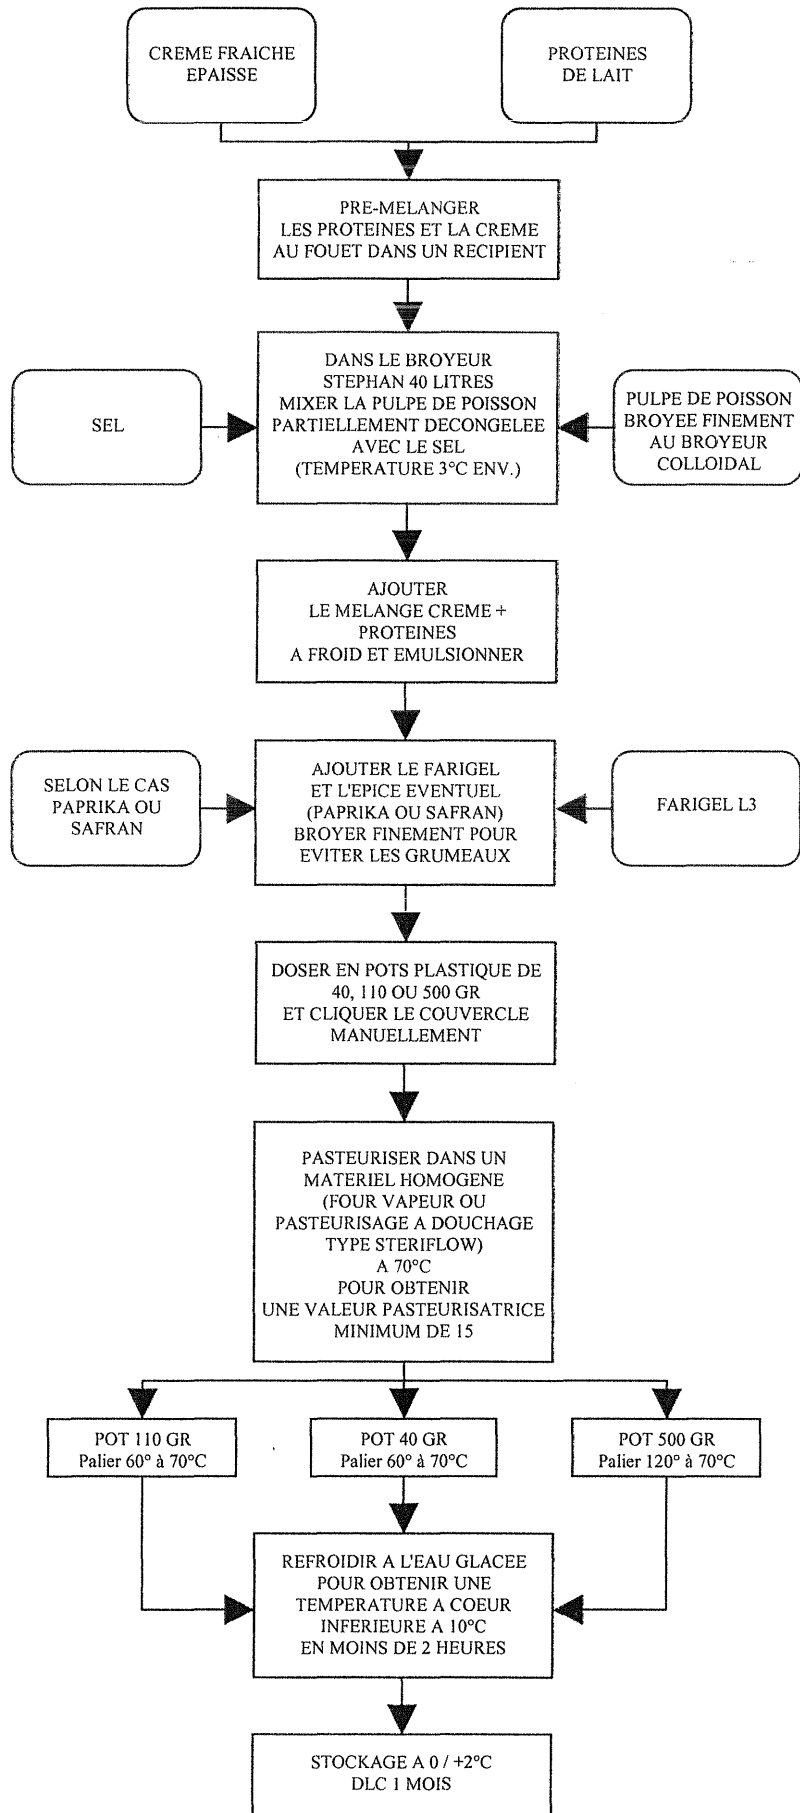 CREME FRAICHE
EPAISSE
PROTEINES
DE LAIT
PRE-MELANGER
LES PROTEINES ET LA CREME
AU FOUET DANS UN RECIPIENT
SEL
DANS LE BROYEUR
STEPHAN 40 LITRES
MIXER LA PULPE DE POISSON
PARTIELLEMENT DECONGELEE
AVEC LE SEL
(TEMPERATURE 3°C ENV.)
PULPE DE POISSON
BROYEE FINEMENT
AU BROYEUR
COLLOIDAL
AJOUTER
LE MELANGE CREME +
PROTEINES
A FROID ET EMULSIONNER
SELON LE CAS
PAPRIKA OU
SAFRAN
AJOUTER LE FARIGEL
ET L'EPICE EVENTUEL
(PAPRIKA OU SAFRAN)
BROYER FINEMENT POUR
EVITER LES GRUMEAUX
FARIGEL L3
DOSER EN POTS PLASTIQUE DE
40, 110 OU 500 GR
ET CLIQUER LE COUVERCLE
MANUELLEMENT
PASTEURISER DANS UN
MATERIEL HOMOGENE
(FOUR VAPEUR OU
PASTEURISAGE A DOUCHAGE
TYPE STERIFLOW)
A 70°C
POUR OBTENIR
UNE VALEUR PASTEURISATRICE
MINIMUM DE 15
POT 110 GR
Palier 60° à 70°C
POT 40 GR
Palier 60° à 70°C
POT 500 GR
Palier 120° à 70°C
REFROIDIR A L'EAU GLACEE
POUR OBTENIR UNE
TEMPERATURE A COEUR
INFERIEURE A 10°C
EN MOINS DE 2 HEURES
STOCKAGE A 0 / +2°C
DLC 1 MOIS